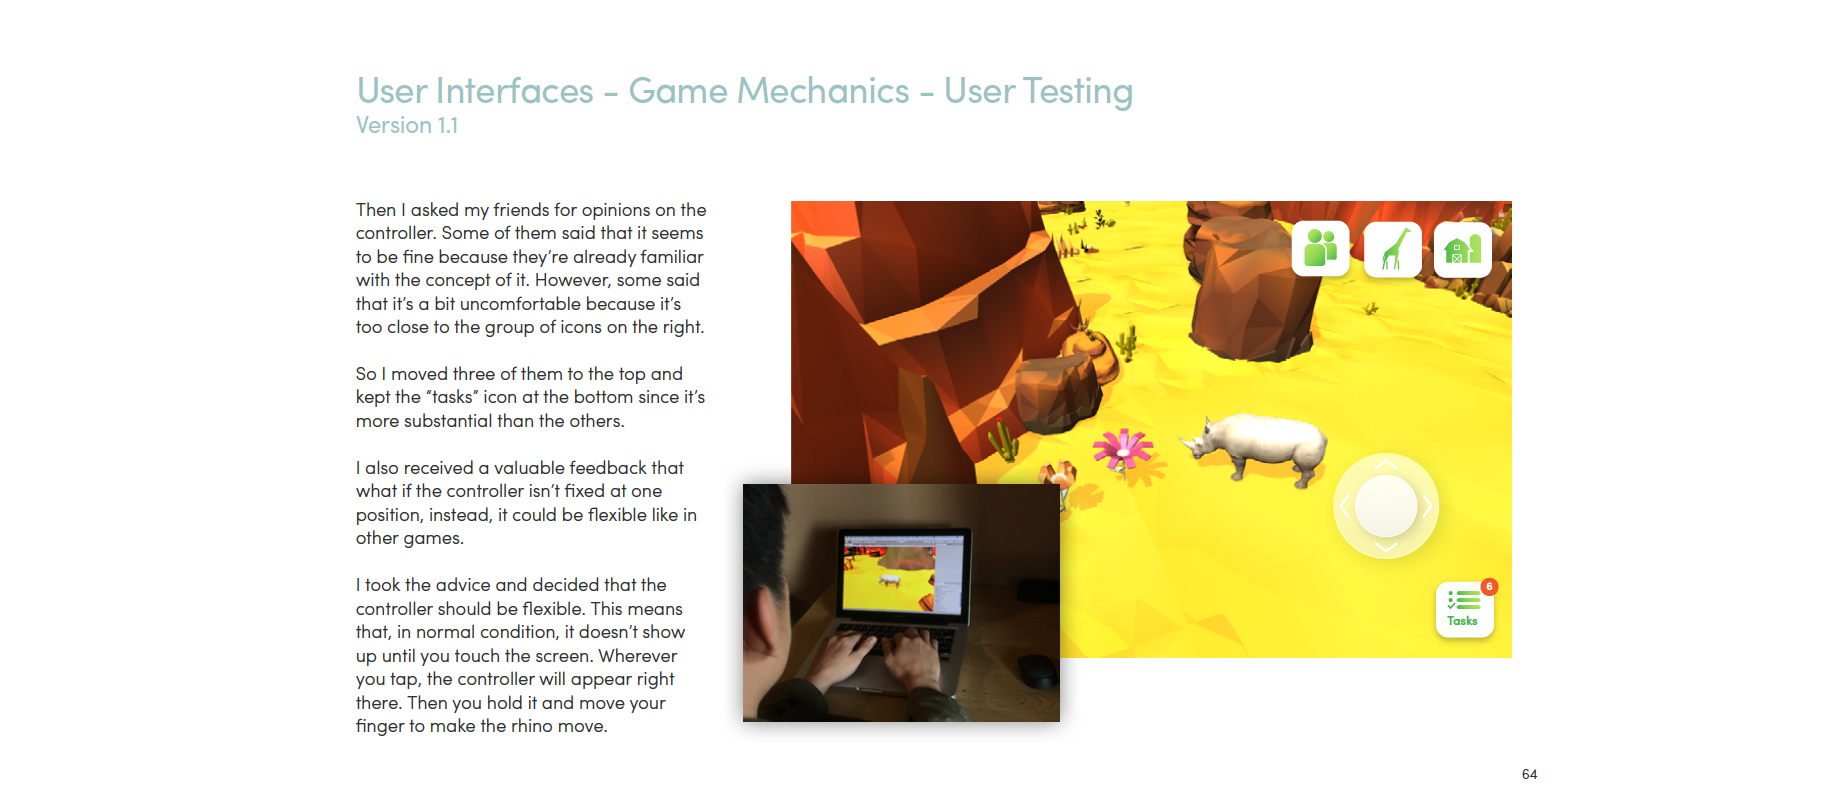 User Interfaces - Game Mechanics - User Testing
Version 1.1
Then I asked my friends for opinions on the
controller. Some of them said that it seems
to be fine because they’re already familiar
with the concept of it. However, some said
that it’s a bit uncomfortable because it’s
too close to the group of icons on the right.
So I moved three of them to the top and
kept the “tasks” icon at the bottom since it’s
more substantial than the others.
I also received a valuable feedback that
what if the controller isn’t fixed at one
position, instead, it could be flexible like in
other games.
I took the advice and decided that the
controller should be flexible. This means
that, in normal condition, it doesn’t show
up until you touch the screen. Wherever
you tap, the controller will appear right
there. Then you hold it and move your
finger to make the rhino move.
6
Tasks
64